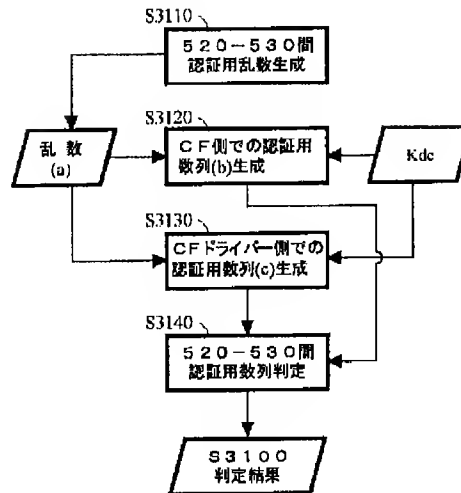 S3110
520-530間
認証用乱数生成
S3120
乱 数
(a)
CF側での認証用
数列(b)生成
Kdc
S3130
CFドライバー側での
認証用数列(c)生成
S3140
520-530間
認証用数列判定
S3100
判定結果